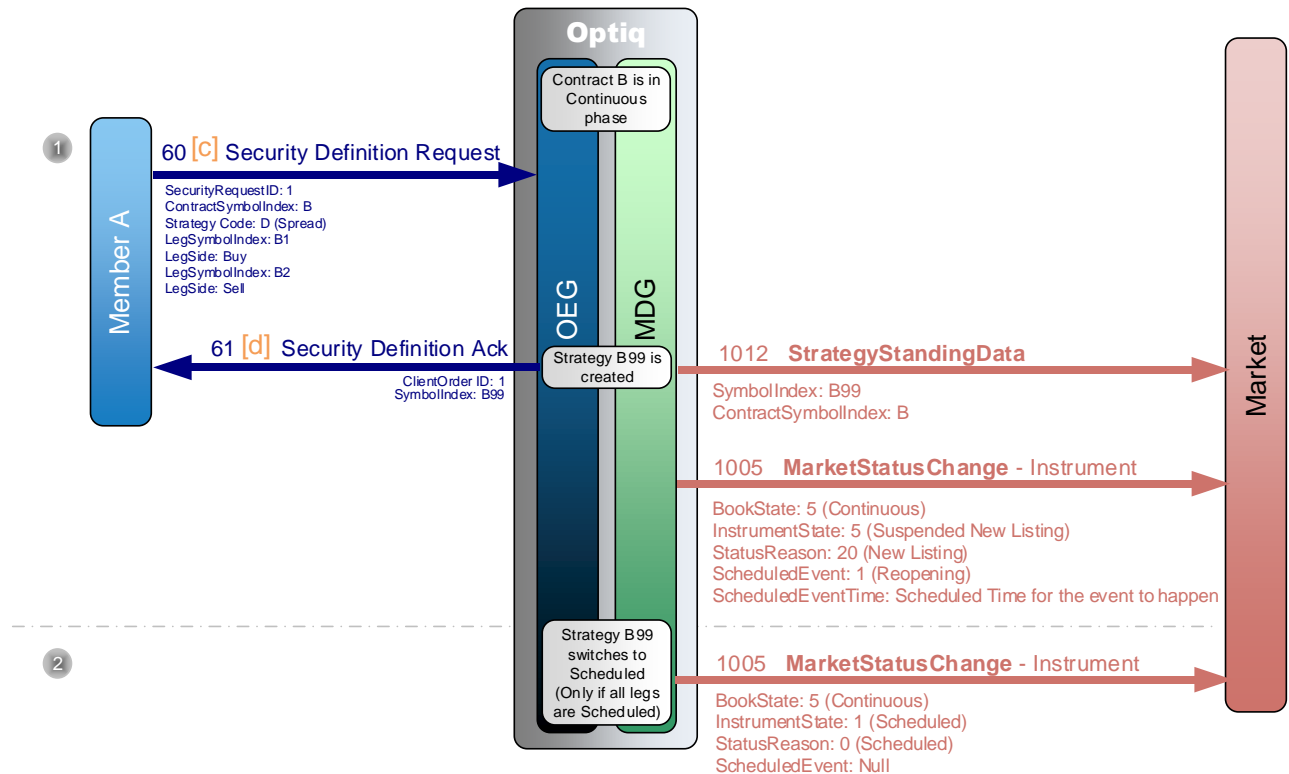 Optiq
Contract B is in
Continuous
phase
1
60 [c] Security Definition Request
SecurityRequestID: 1
ContractSymbolIndex: B
Strategy Code: D (Spread)
LegSymbolIndex: B1
LegSide: Buy
LegSymbolIndex: B2
LegSide: Sell
Member A
OEG
MDG
Market
61 [d] Security Definition Ack
ClientOrder ID: 1
SymbolIndex: B99
Strategy B99 is
created
1012 StrategyStandingData
SymbolIndex: B99
ContractSymbolIndex: B
1005 MarketStatusChange - Instrument
BookState: 5 (Continuous)
InstrumentState: 5 (Suspended New Listing)
StatusReason: 20 (New Listing)
ScheduledEvent: 1 (Reopening)
ScheduledEventTime: Scheduled Time for the event to happen
2
Strategy B99
switches to
Scheduled
(Only if all legs
are Scheduled)
1005 MarketStatusChange - Instrument
BookState: 5 (Continuous)
InstrumentState: 1 (Scheduled)
StatusReason: 0 (Scheduled)
ScheduledEvent: Null